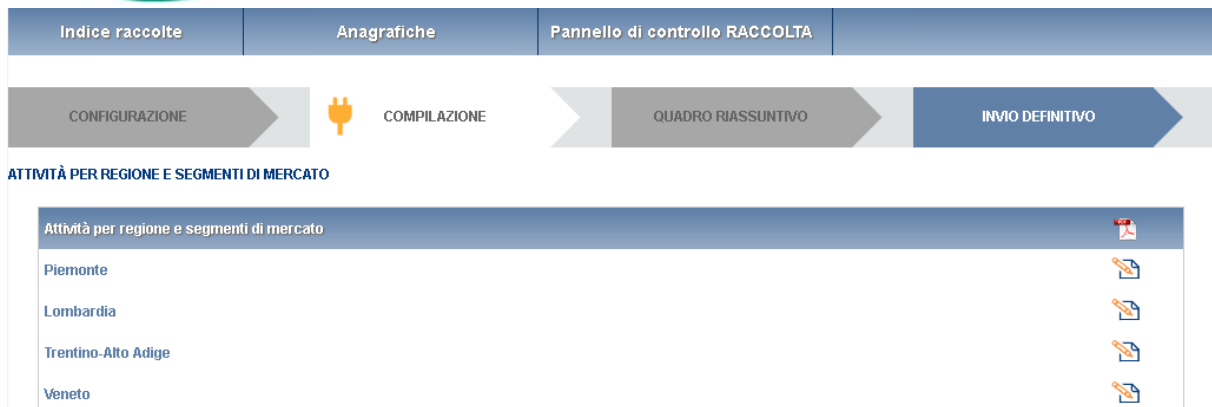 Indice raccolte Anagrafiche Pannello di controllo RACCOLTA
CONFIGURAZIONE COMPILAZIONE QUADRO RIASSUNTIVO INVIO DEFINITIVO
ATTIVITÀ PER REGIONE E SEGMENTI DI MERCATO
Attività per regione e segmenti di mercato
Piemonte
Lombardia
Trentino-Alto Adige
Veneto